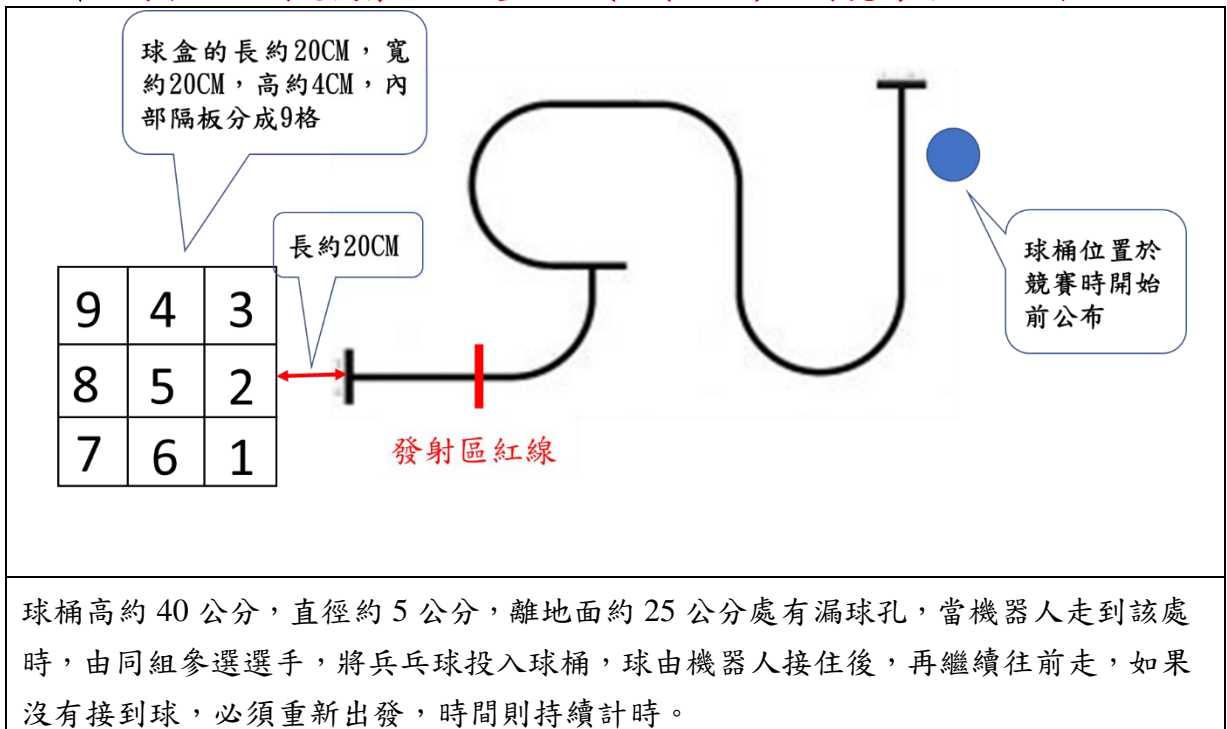 球盒的長約20CM，寬
約20CM，高約4CM，內
部隔板分成9格
長約20CM
球桶位置於
競賽時開始
前公布
9 4 3
8 5 2
7 6 1
發射區紅線
球桶高約 40 公分，直徑約 5 公分，離地面約 25 公分處有漏球孔，當機器人走到該處
時，由同組參選選手，將兵乓球投入球桶，球由機器人接住後，再繼續往前走，如果
沒有接到球，必須重新出發，時間則持續計時。